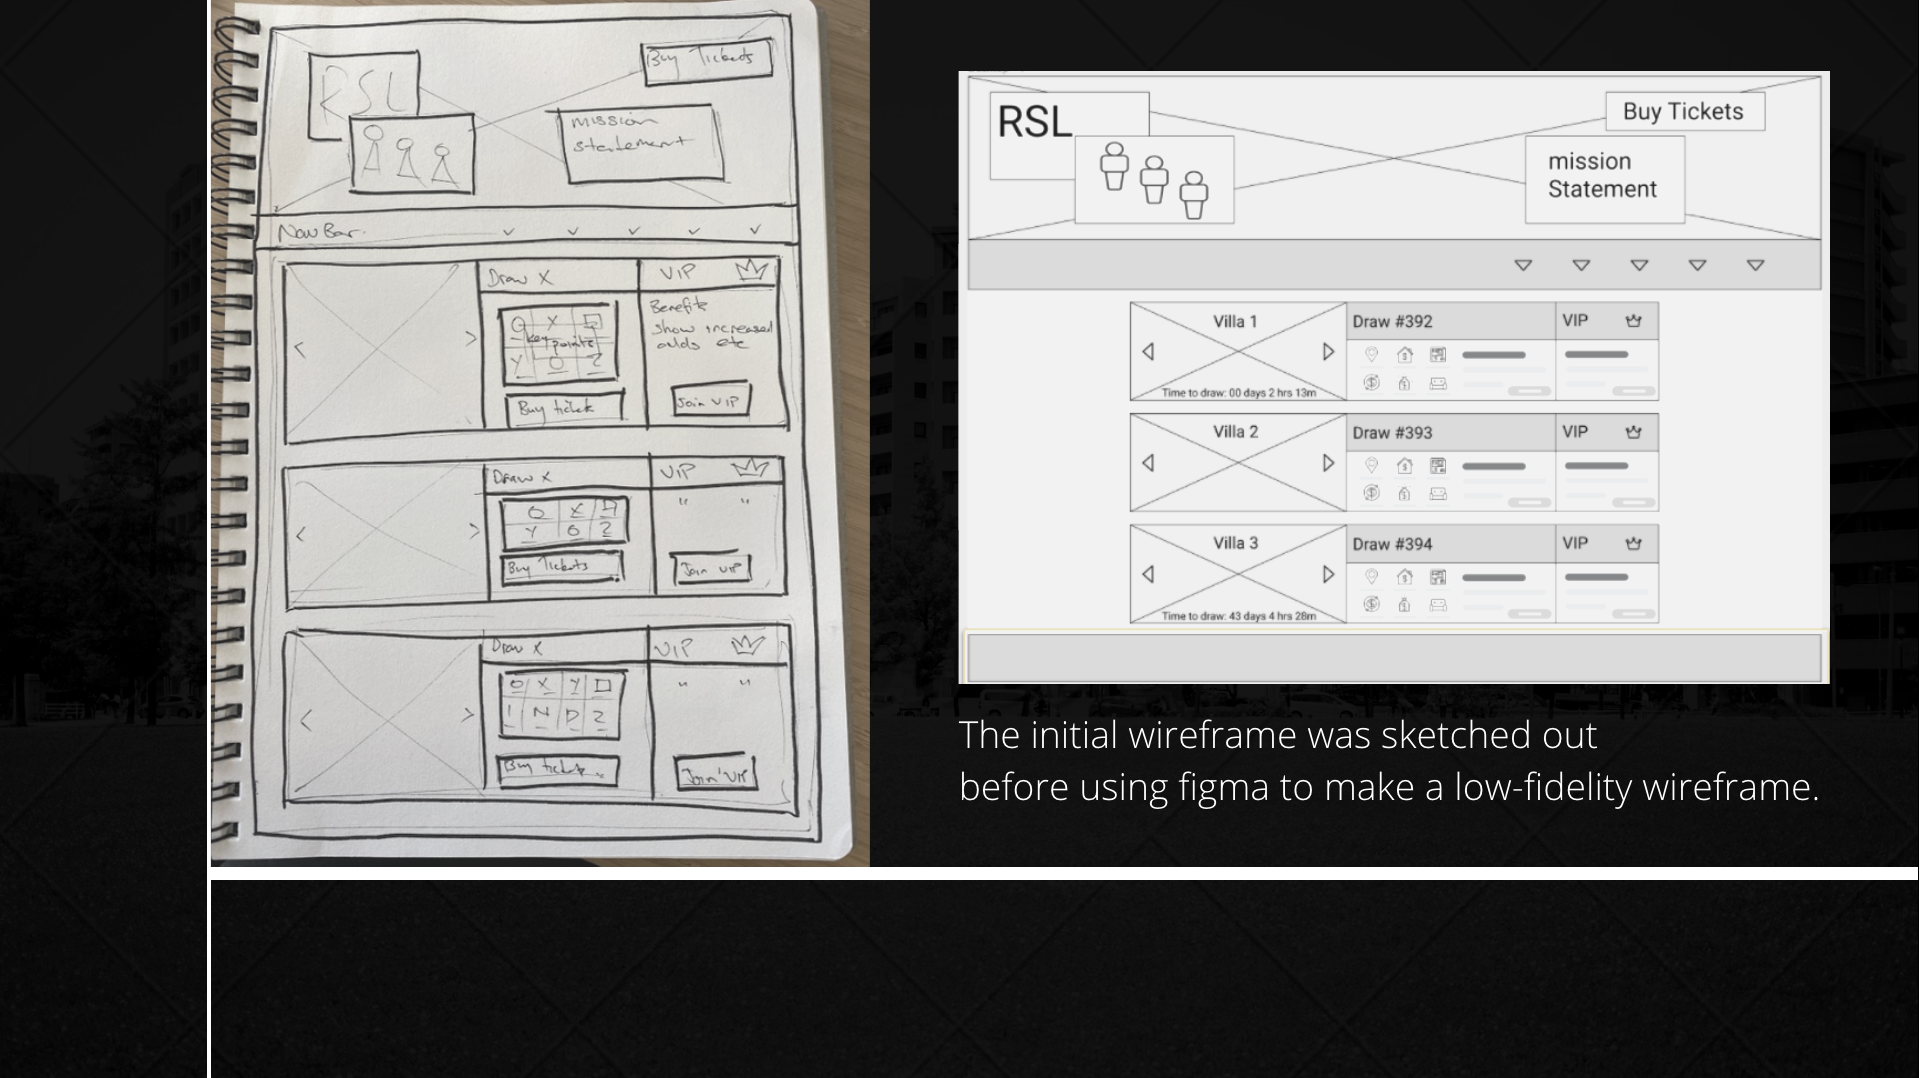 RSL
Buy Tickets
mission
statement
Nav Bar
Draw X
VIP
key points
Benefits
show increased
odds etc
Buy ticket
Join VIP
Draw X
VIP
" "
Buy Tickets
Join VIP
Draw X
VIP
" "
Buy tickets
Join VIP
RSL
Buy Tickets
mission
Statement
Villa 1
Draw #392
VIP
Time to draw: 00 days 2 hrs 13m
Villa 2
Draw #393
VIP
Villa 3
Draw #394
VIP
Time to draw: 43 days 4 hrs 28m
The initial wireframe was sketched out
before using figma to make a low-fidelity wireframe.